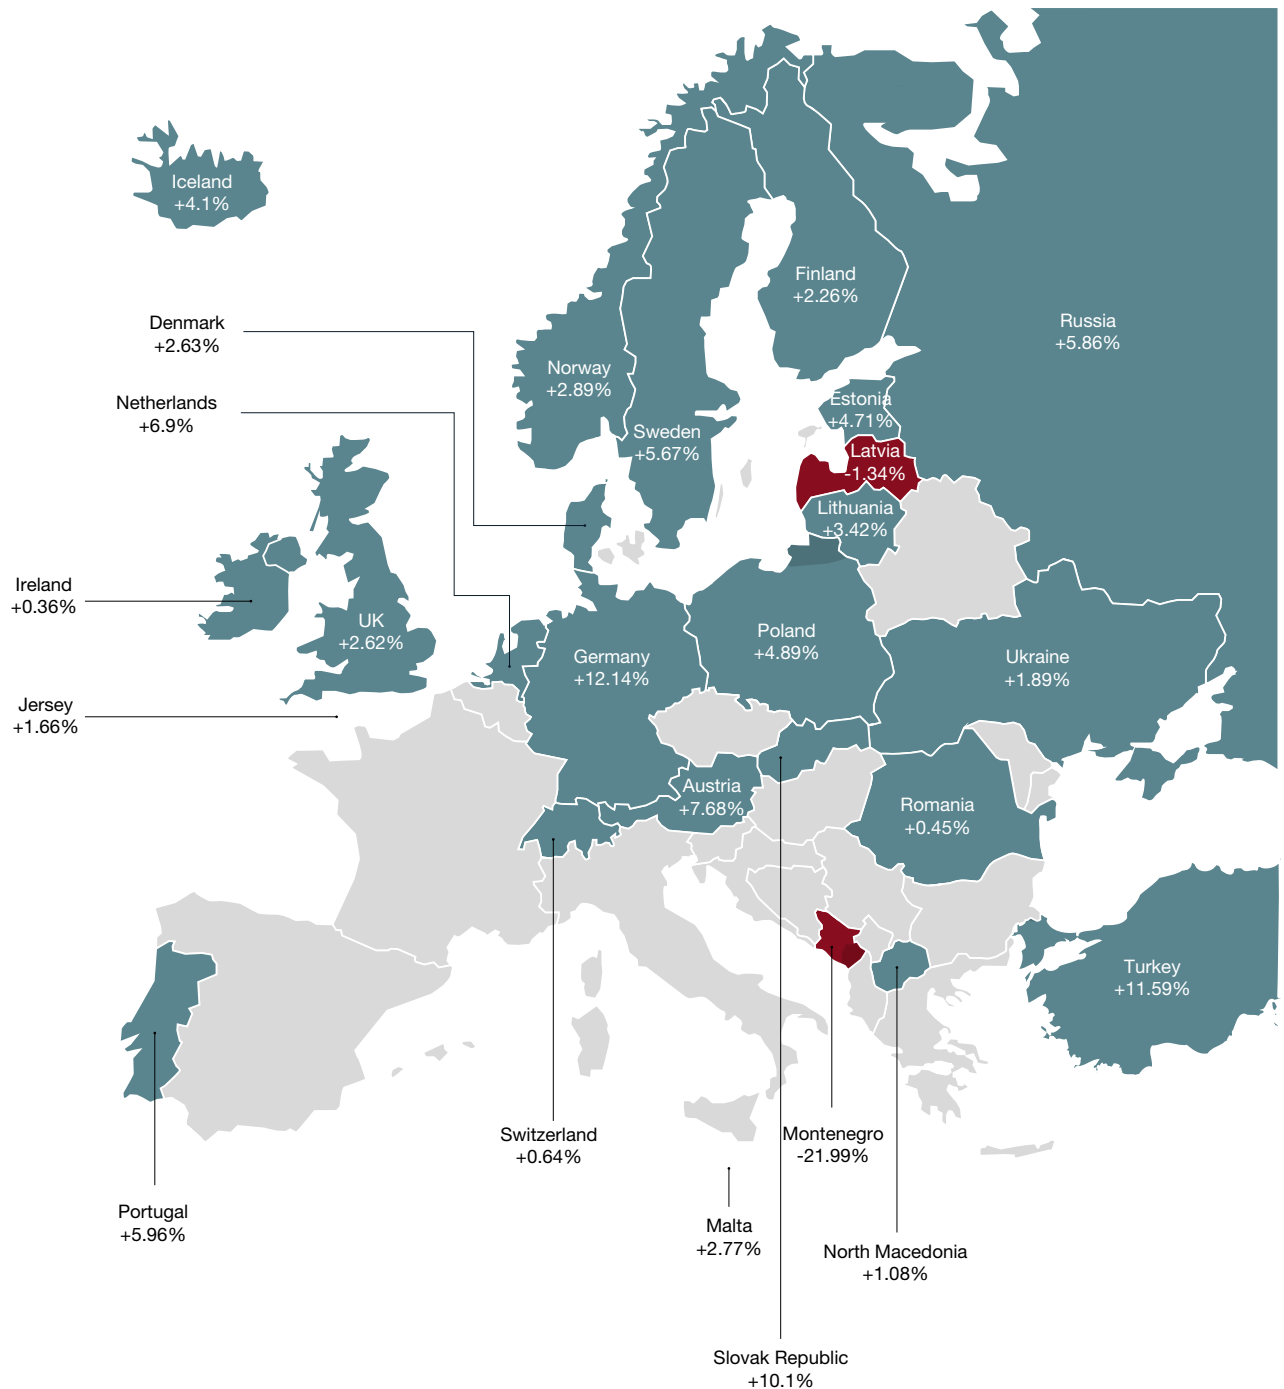 Iceland
+4.1%
Finland
+2.26%
Russia
+5.86%
Denmark
+2.63%
Norway
+2.89%
Netherlands
+6.9%
Estonia
+4.71%
Sweden
+5.67%
Latvia
-1.34%
Lithuania
+3.42%
Ireland
+0.36%
UK
+2.62%
Poland
+4.89%
Germany
+12.14%
Ukraine
+1.89%
Jersey
+1.66%
Austria
+7.68%
Romania
+0.45%
Turkey
+11.59%
Switzerland
+0.64%
Montenegro
-21.99%
Portugal
+5.96%
Malta
+2.77%
North Macedonia
+1.08%
Slovak Republic
+10.1%